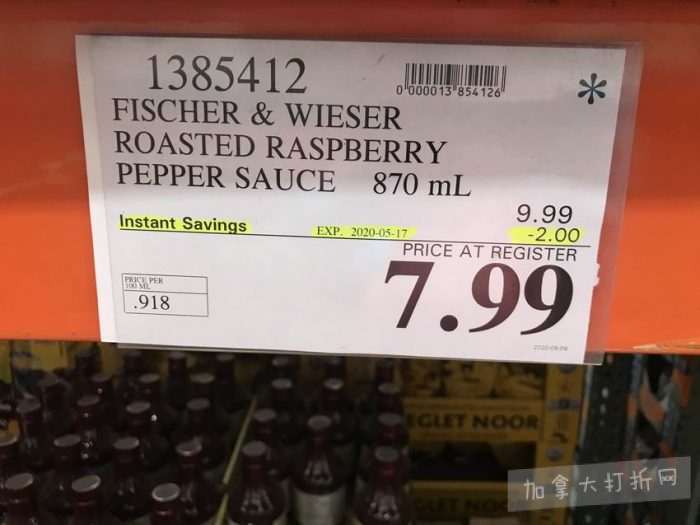 1385412
0 000013 854126
*
FISCHER & WIESER
ROASTED RASPBERRY
PEPPER SAUCE 870 mL
9.99
Instant Savings EXP. 2020-05-17 -2.00
PRICE AT REGISTER
7.99
PRICE PER
100 ML
.918
EGLET NOOR
加拿大打折网